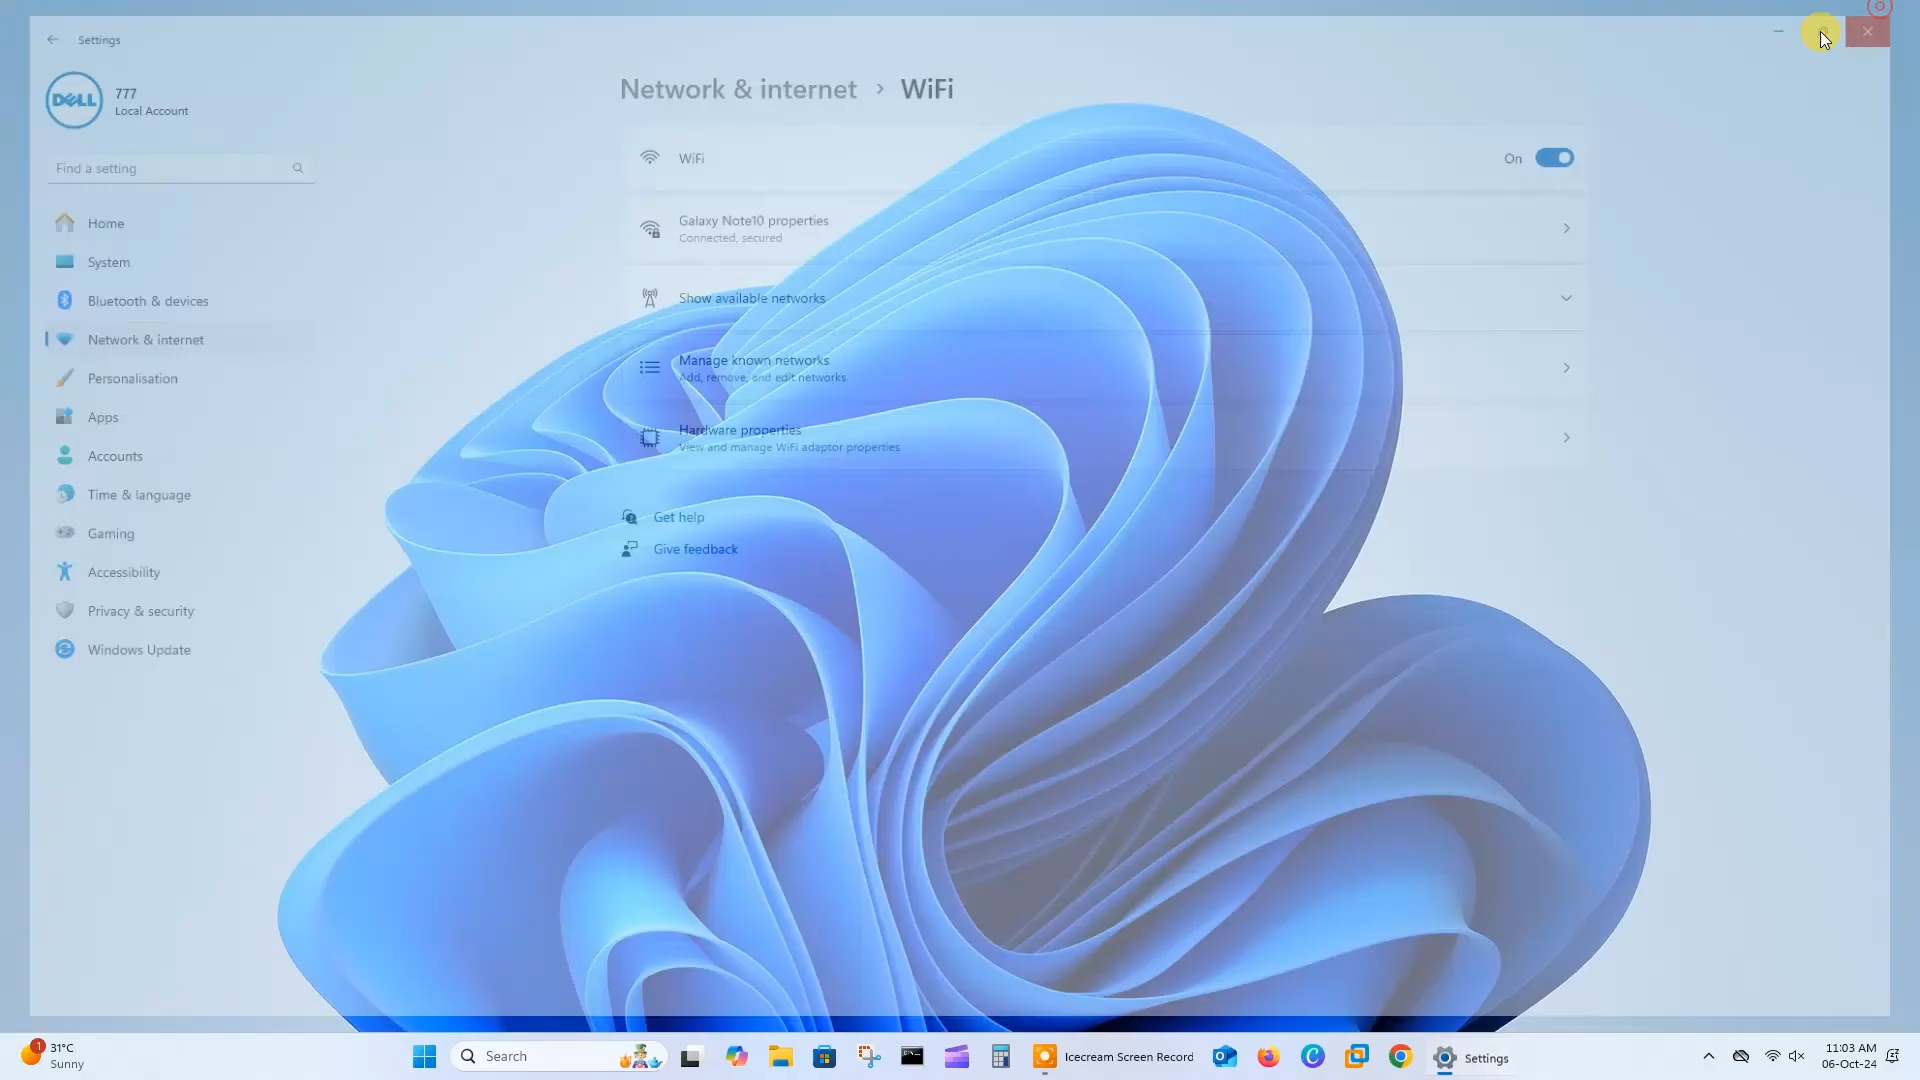 Settings
DELL
777
Local Account
Find a setting
Home
System
Bluetooth & devices
Network & internet
Personalisation
Apps
Accounts
Time & language
Gaming
Accessibility
Privacy & security
Windows Update
Network & internet › WiFi
WiFi
On
Galaxy Note10 properties
Connected, secured
Show available networks
Manage known networks
Add, remove, and edit networks
Hardware properties
View and manage WiFi adaptor properties
Get help
Give feedback
1
31°C
Sunny
Search
Icecream Screen Record
Settings
11:03 AM
06-Oct-24